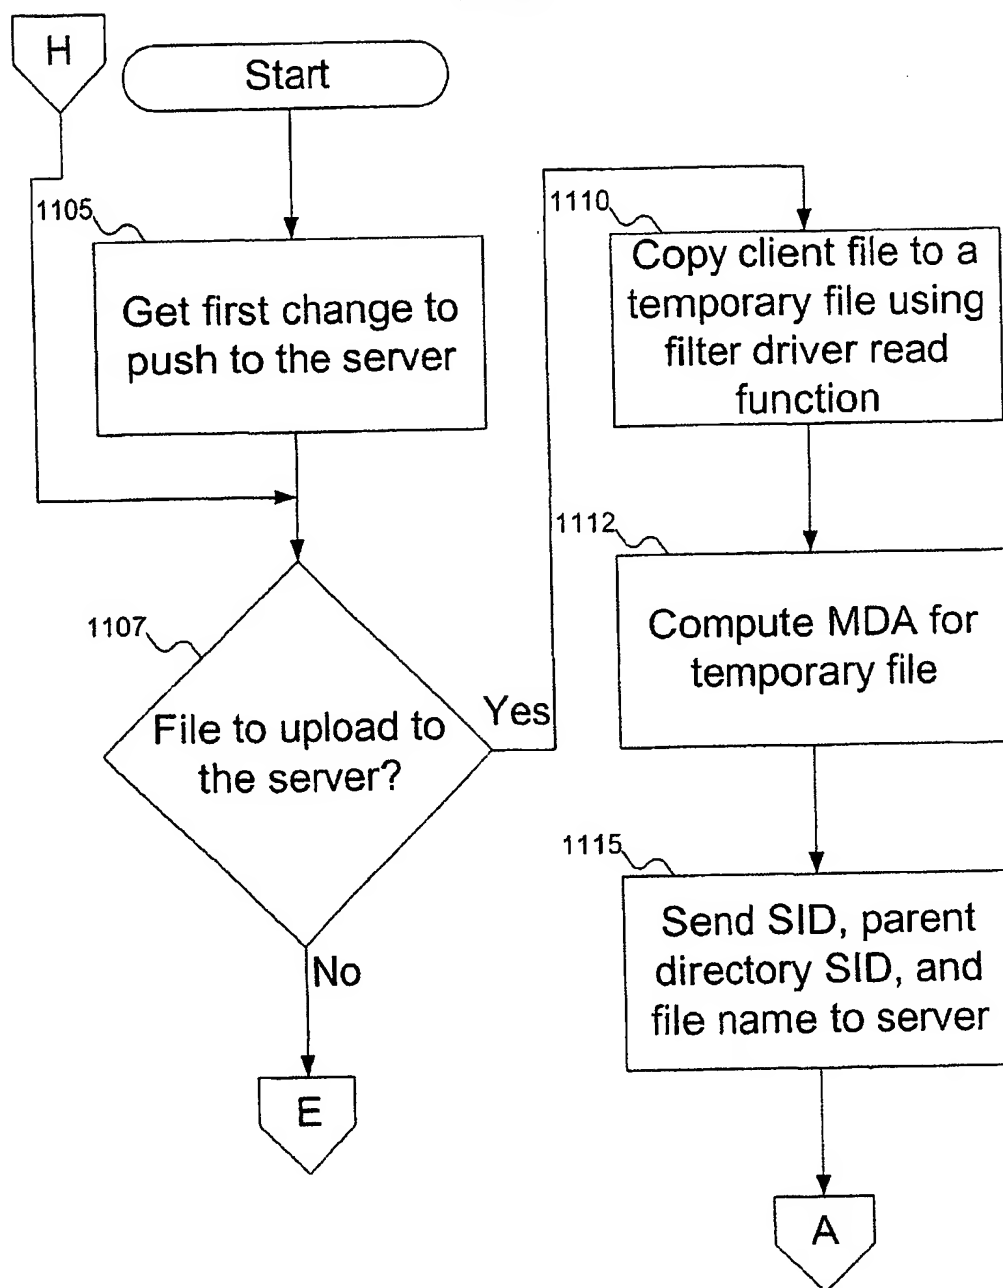 H
Start
1105
Get first change to
push to the server
1107
File to upload to
the server?
Yes
No
E
1110
Copy client file to a
temporary file using
filter driver read
function
1112
Compute MDA for
temporary file
1115
Send SID, parent
directory SID, and
file name to server
A